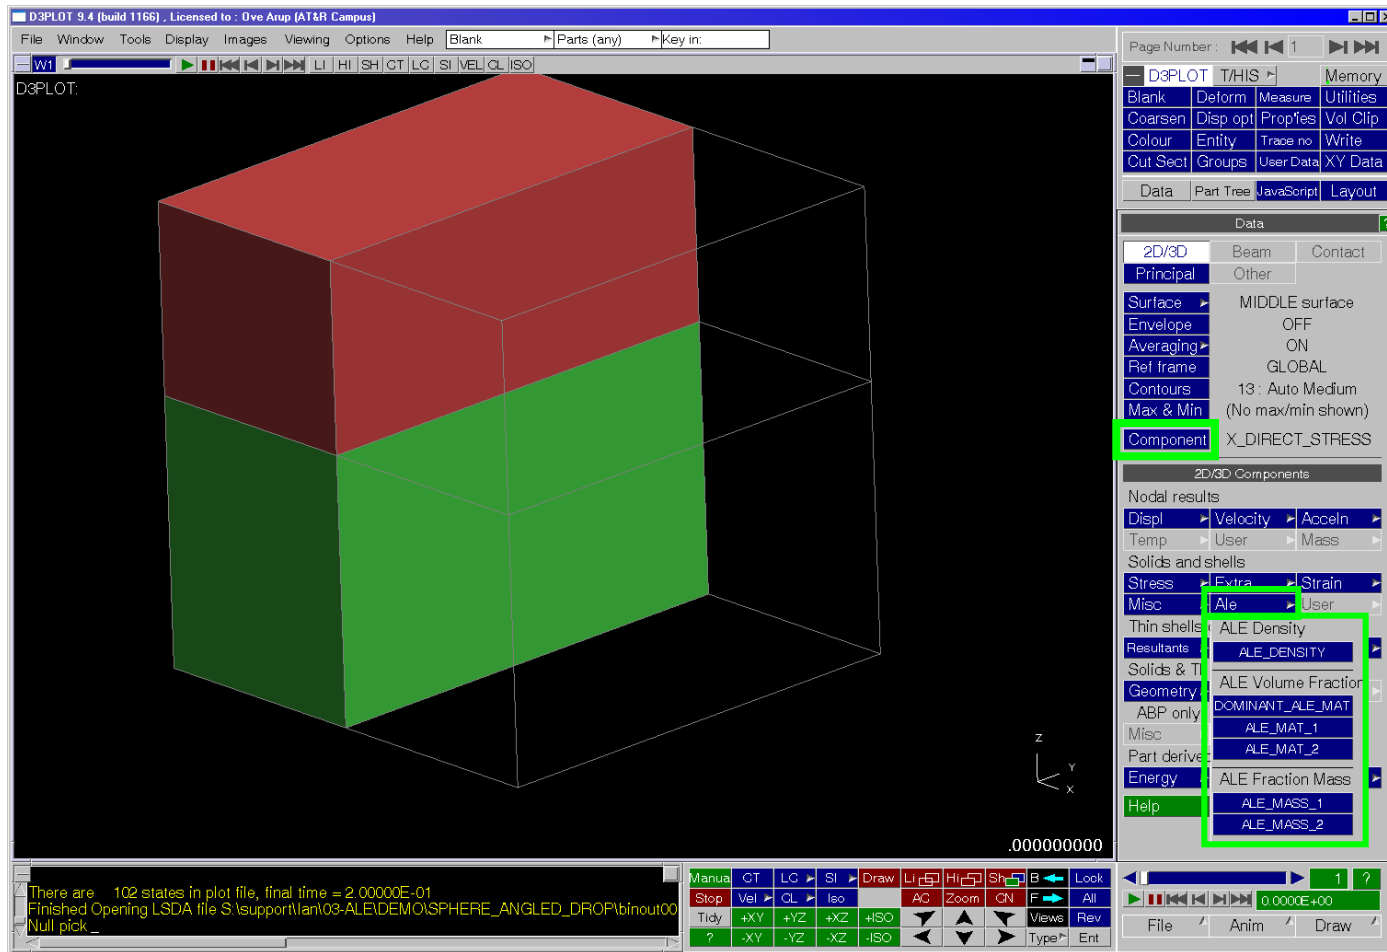 D3PLOT 9.4 (build 1166) , Licensed to : Ove Arup (AT&R Campus)
File Window Tools Display Images Viewing Options Help Blank Parts (any) Key in:
W1 LI HI SH CT LC SI VEL CL ISO
D3PLOT:
Z
Y
X
.000000000
Page Number : 1
D3PLOT T/HIS Memory
Blank Deform Measure Utilities
Coarsen Disp opt Prop'ies Vol Clip
Colour Entity Trace no Write
Cut Sect Groups User Data XY Data
Data Part Tree JavaScript Layout
Data ?
2D/3D Beam Contact
Principal Other
Surface MIDDLE surface
Envelope OFF
Averaging ON
Ref frame GLOBAL
Contours 13 : Auto Medium
Max & Min (No max/min shown)
Component X_DIRECT_STRESS
2D/3D Components
Nodal results
Displ Velocity Acceln
Temp User Mass
Solids and shells
Stress Extra Strain
Misc Ale User
Thin shells
Resultants
Solids & T
Geometry
ABP only
Misc
Part derive
Energy
Help
ALE Density
ALE_DENSITY
ALE Volume Fraction
DOMINANT_ALE_MAT
ALE_MAT_1
ALE_MAT_2
ALE Fraction Mass
ALE_MASS_1
ALE_MASS_2
There are 102 states in plot file, final time = 2.00000E-01
Finished Opening LSDA file S:\support\Ian\03-ALE\DEMO\SPHERE_ANGLED_DROP\binout00
Null pick _
Manua CT LC SI Draw Li Hi Sh B Lock
Stop Vel CL Iso AC Zoom CN F All
Tidy +XY +YZ +XZ +ISO Views Rev
? -XY -YZ -XZ -ISO Type Ent
1 ?
0.0000E+00
File Anim Draw